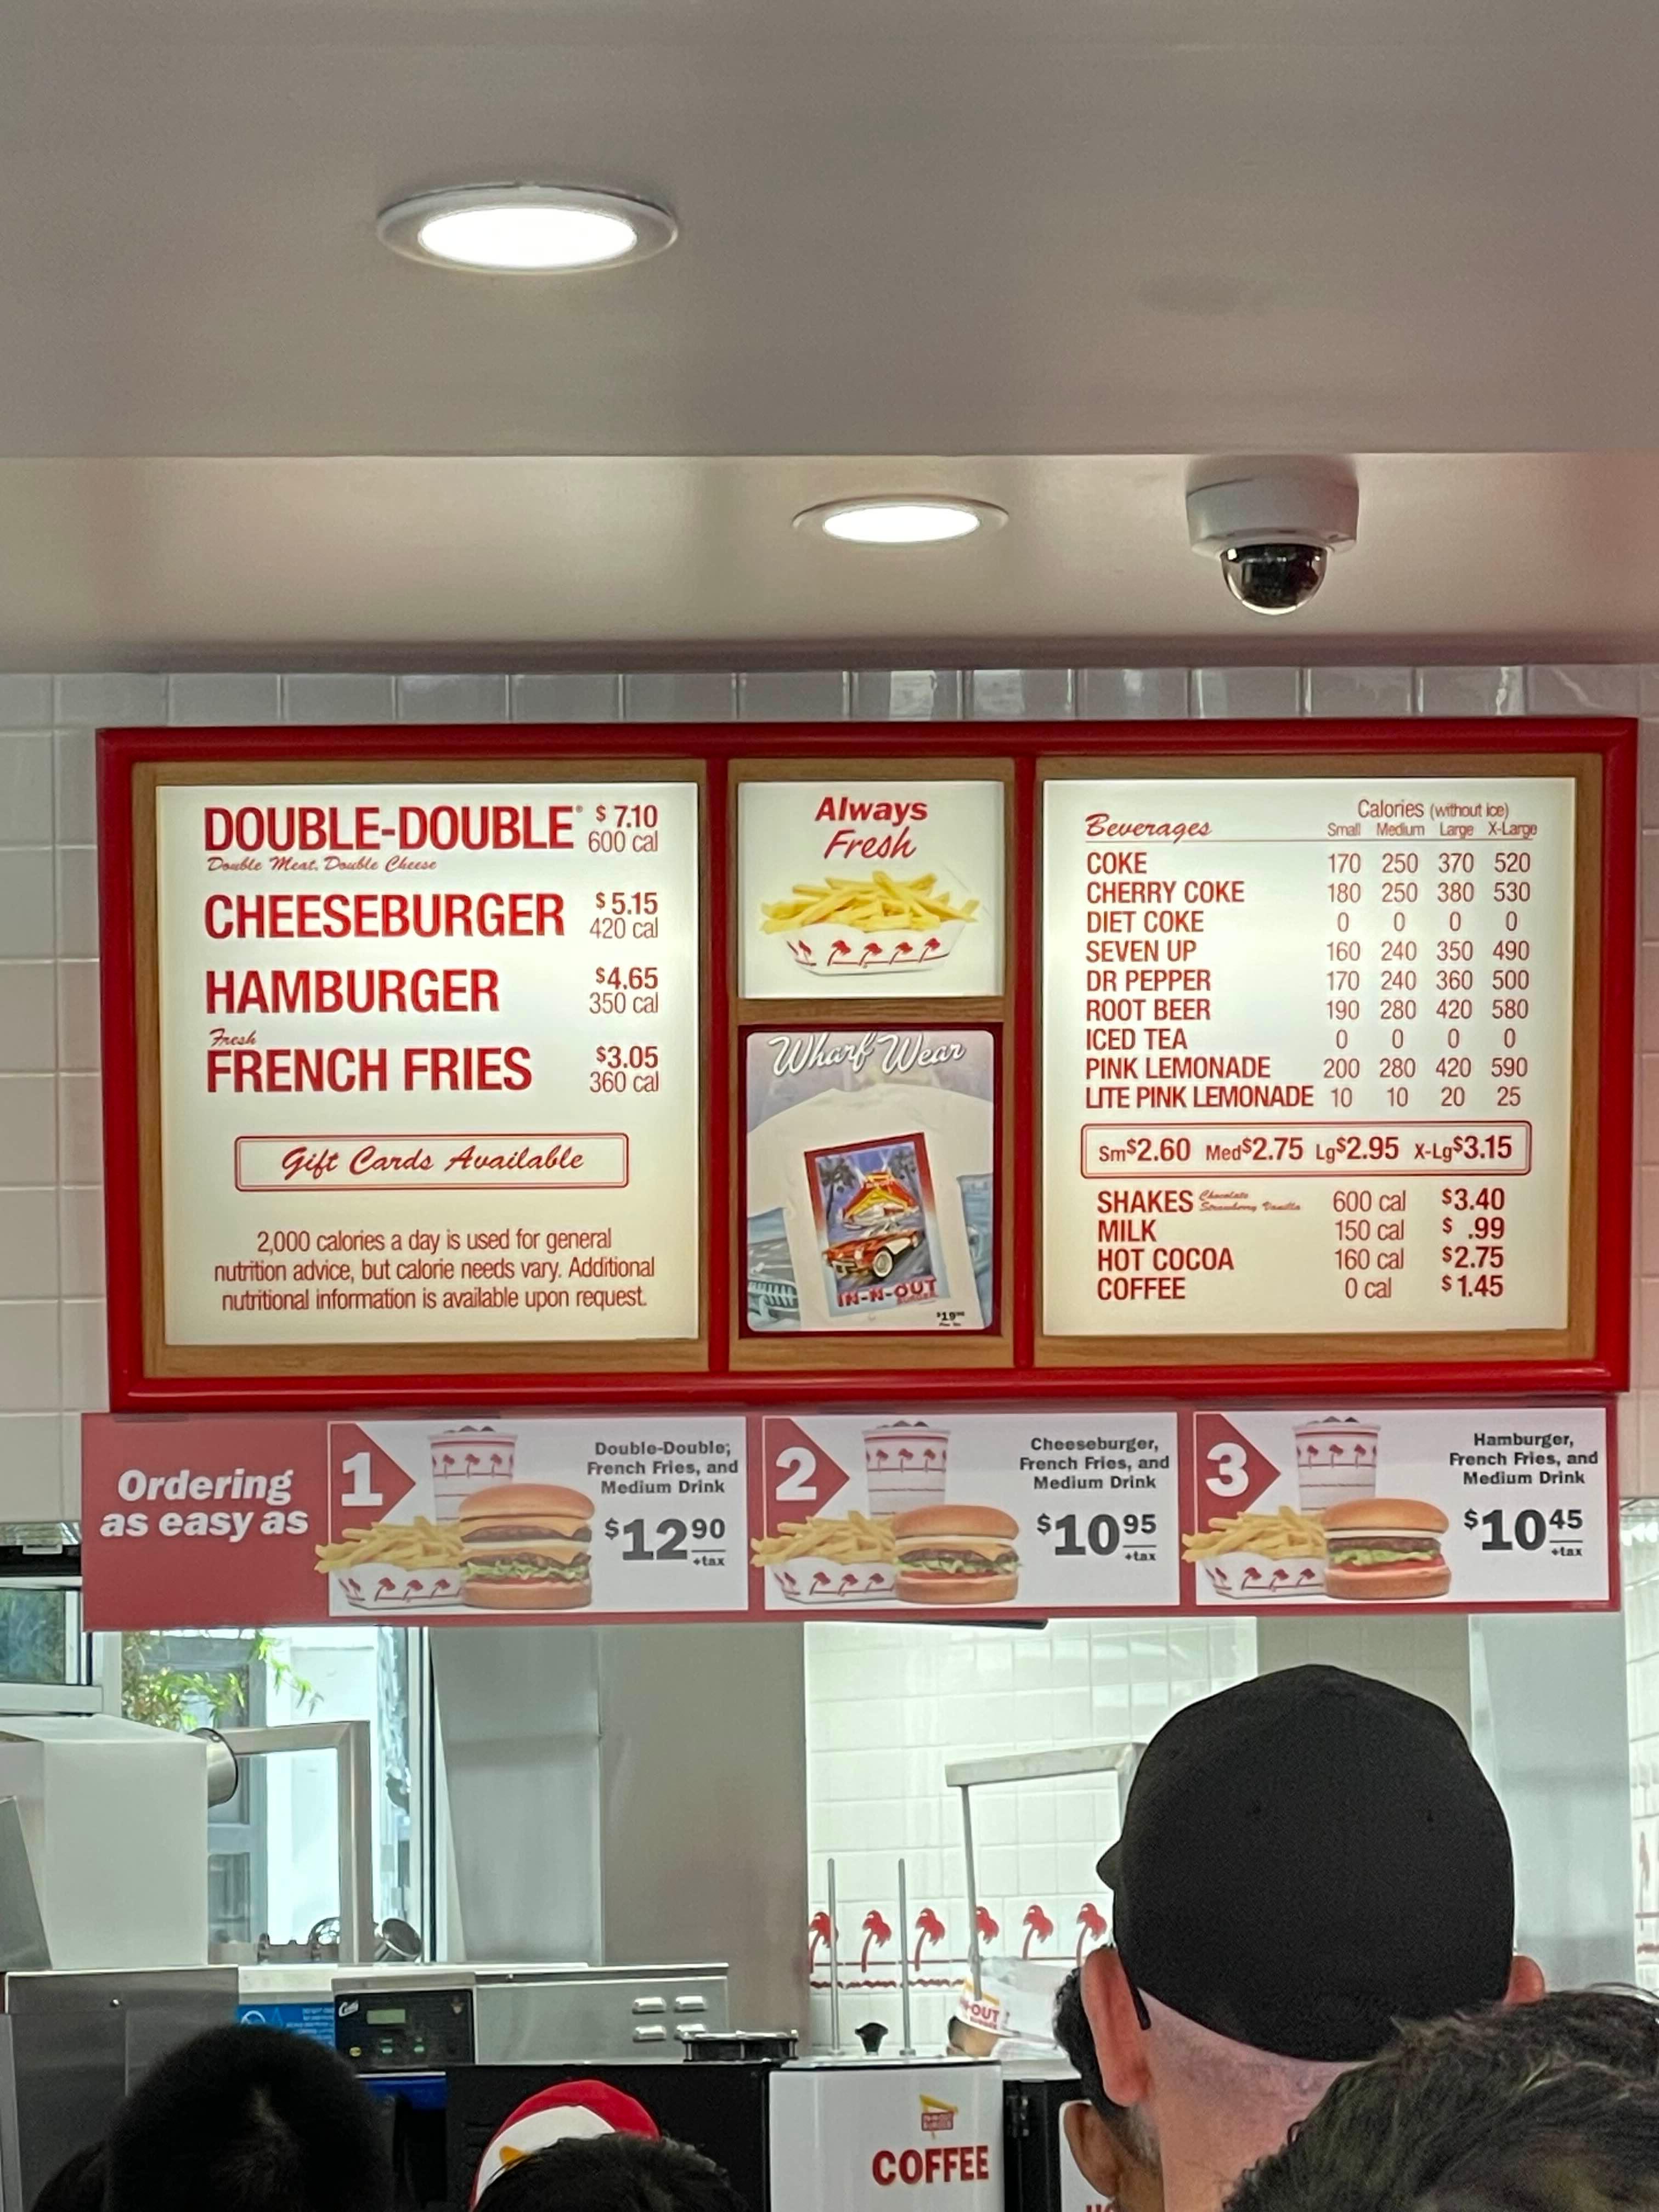 DOUBLE-DOUBLE® $7.10
600 cal
Double Meat, Double Cheese
CHEESEBURGER $5.15
420 cal
HAMBURGER $4.65
350 cal
Fresh
FRENCH FRIES $3.05
360 cal
Gift Cards Available
2,000 calories a day is used for general
nutrition advice, but calorie needs vary. Additional
nutritional information is available upon request.
Always
Fresh
Wharf Wear
IN-N-OUT
Beverages
Calories (without ice)
Small Medium Large X-Large
COKE 170 250 370 520
CHERRY COKE 180 250 380 530
DIET COKE 0 0 0 0
SEVEN UP 160 240 350 490
DR PEPPER 170 240 360 500
ROOT BEER 190 280 420 580
ICED TEA 0 0 0 0
PINK LEMONADE 200 280 420 590
LITE PINK LEMONADE 10 10 20 25
Sm$2.60 Med$2.75 Lg$2.95 X-Lg$3.15
SHAKES Chocolate Strawberry Vanilla 600 cal $3.40
MILK 150 cal $ .99
HOT COCOA 160 cal $2.75
COFFEE 0 cal $1.45
Ordering
as easy as
1
Double-Double,
French Fries, and
Medium Drink
$12 90
+tax
2
Cheeseburger,
French Fries, and
Medium Drink
$10 95
+tax
3
Hamburger,
French Fries, and
Medium Drink
$10 45
+tax
COFFEE